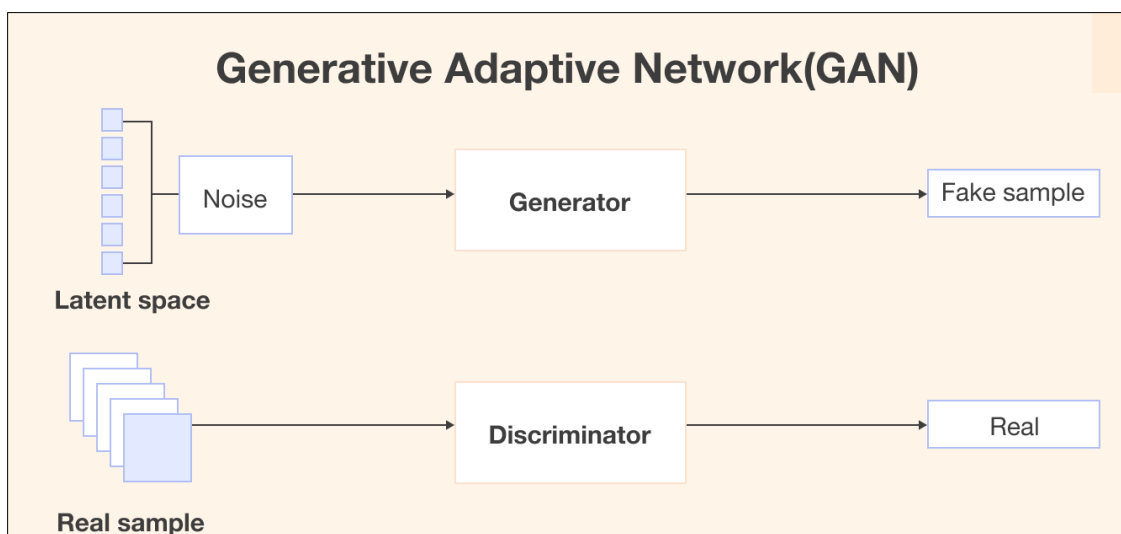 Generative Adaptive Network(GAN)
Noise
Generator
Fake sample
Latent space
Discriminator
Real
Real sample